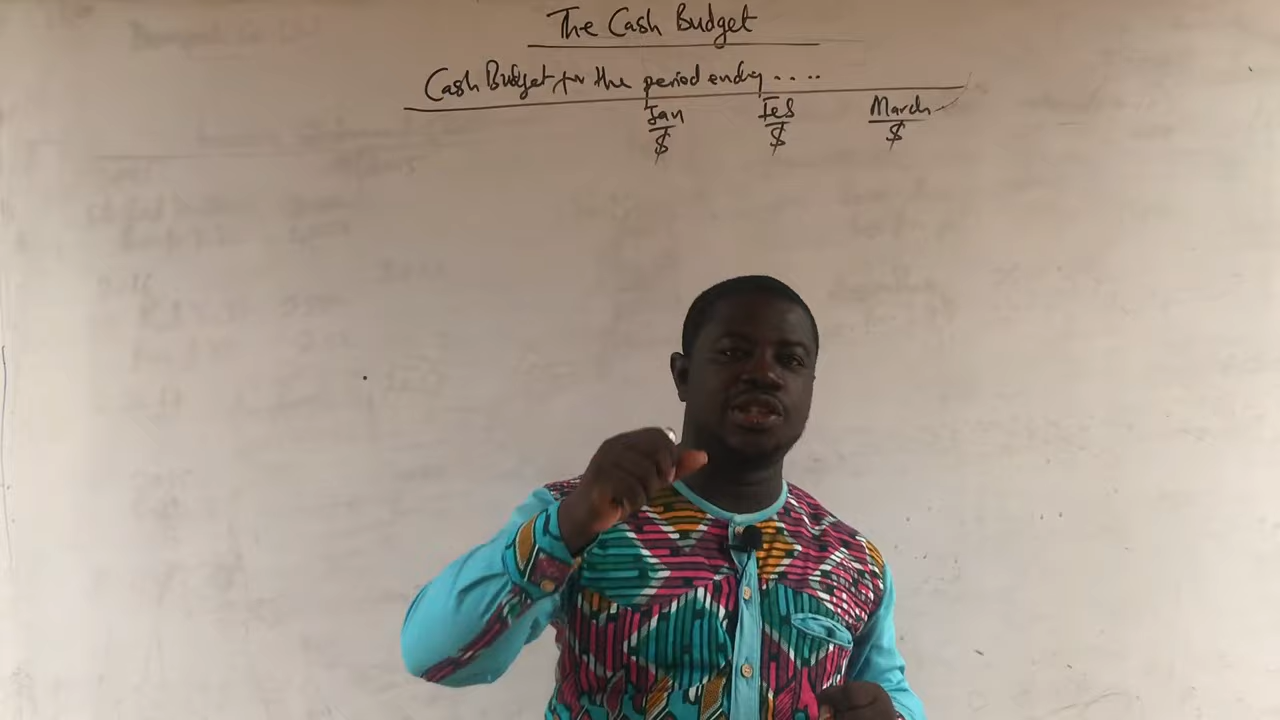 The Cash Budget
Cash Budget for the period ending ....
Jan Feb March
$ $ $